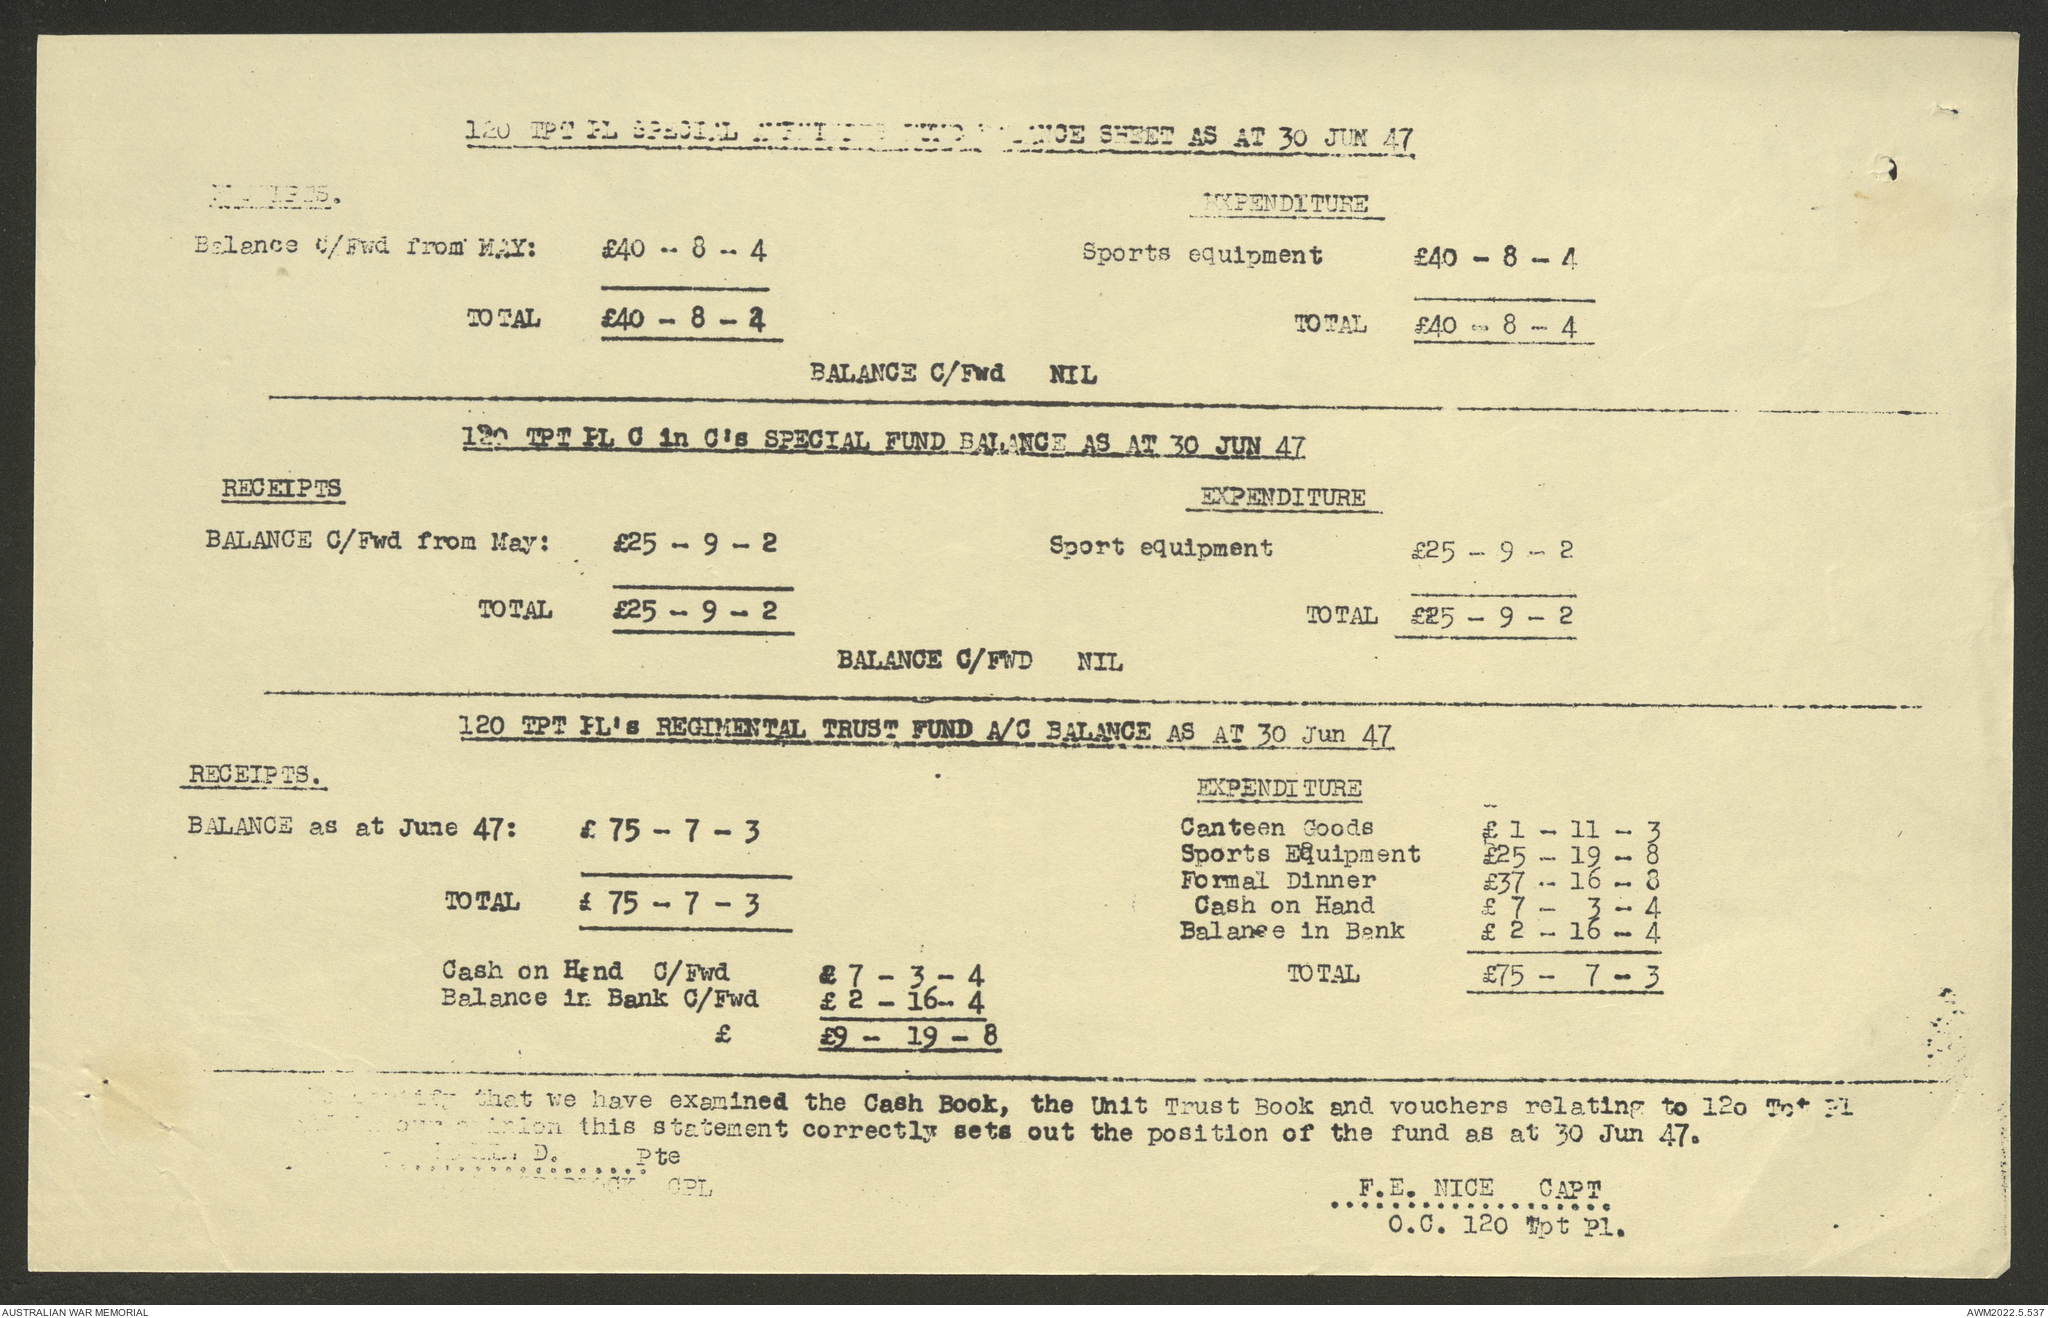 120 TPT PL SPECIAL BALANCE SHEET AS AT 30 JUN 47
RECEIPTS. EXPENDITURE
Balance C/Fwd from MAY: £40 - 8 - 4 Sports equipment £40 - 8 - 4
TOTAL £40 - 8 - 4 TOTAL £40 - 8 - 4
BALANCE C/Fwd NIL
120 TPT PL C in C's SPECIAL FUND BALANCE AS AT 30 JUN 47
RECEIPTS EXPENDITURE
BALANCE C/Fwd from May: £25 - 9 - 2 Sport equipment £25 - 9 - 2
TOTAL £25 - 9 - 2 TOTAL £25 - 9 - 2
BALANCE C/FWD NIL
120 TPT PL's REGIMENTAL TRUST FUND A/C BALANCE AS AT 30 Jun 47
RECEIPTS. EXPENDITURE
BALANCE as at June 47: £ 75 - 7 - 3 Canteen Goods £ 1 - 11 - 3
Sports Equipment £25 - 19 - 8
Formal Dinner £37 - 16 - 8
TOTAL £ 75 - 7 - 3 Cash on Hand £ 7 - 3 - 4
Balance in Bank £ 2 - 16 - 4
Cash on Hand C/Fwd £ 7 - 3 - 4 TOTAL £75 - 7 - 3
Balance in Bank C/Fwd £ 2 - 16 - 4
£ £9 - 19 - 8
that we have examined the Cash Book, the Unit Trust Book and vouchers relating to 12o Tpt Pl
our opinion this statement correctly sets out the position of the fund as at 30 Jun 47.
D. Pte
CPL
F.E. NICE CAPT
O.C. 120 Tpt Pl.
AUSTRALIAN WAR MEMORIAL AWM2022.5.537